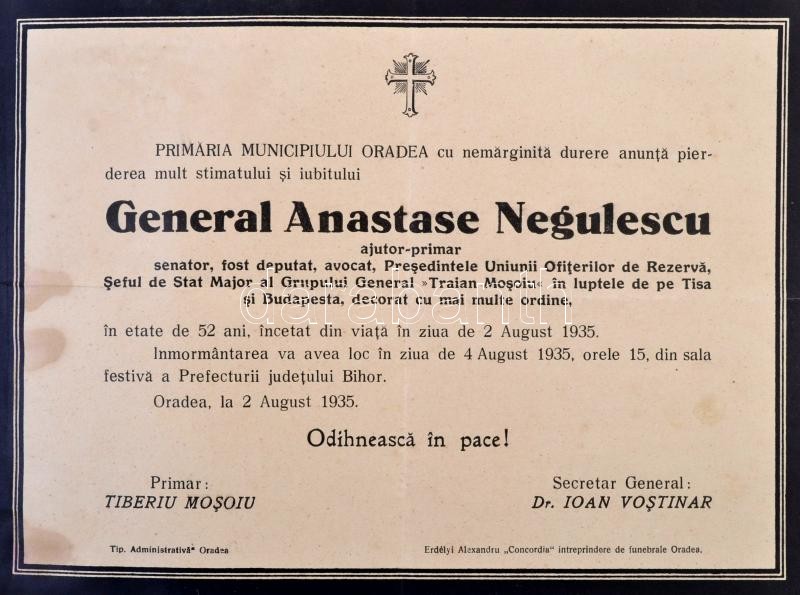 PRIMĂRIA MUNICIPIULUI ORADEA cu nemărginită durere anunță pier-
derea mult stimatului și iubitului
General Anastase Negulescu
ajutor-primar
senator, fost deputat, avocat, Președintele Uniunii Ofițerilor de Rezervă,
Șeful de Stat Major al Grupului General »Traian Moșoiu« în luptele de pe Tisa
și Budapesta, decorat cu mai multe ordine,
darabanth
în etate de 52 ani, încetat din viață în ziua de 2 August 1935.
Inmormântarea va avea loc în ziua de 4 August 1935, orele 15, din sala
festivă a Prefecturii județului Bihor.
Oradea, la 2 August 1935.
Odihnească în pace!
Primar:
TIBERIU MOȘOIU
Secretar General:
Dr. IOAN VOȘTINAR
Tip. Administrativă" Oradea
Erdélyi Alexandru „Concordia" intreprindere de funebrale Oradea.